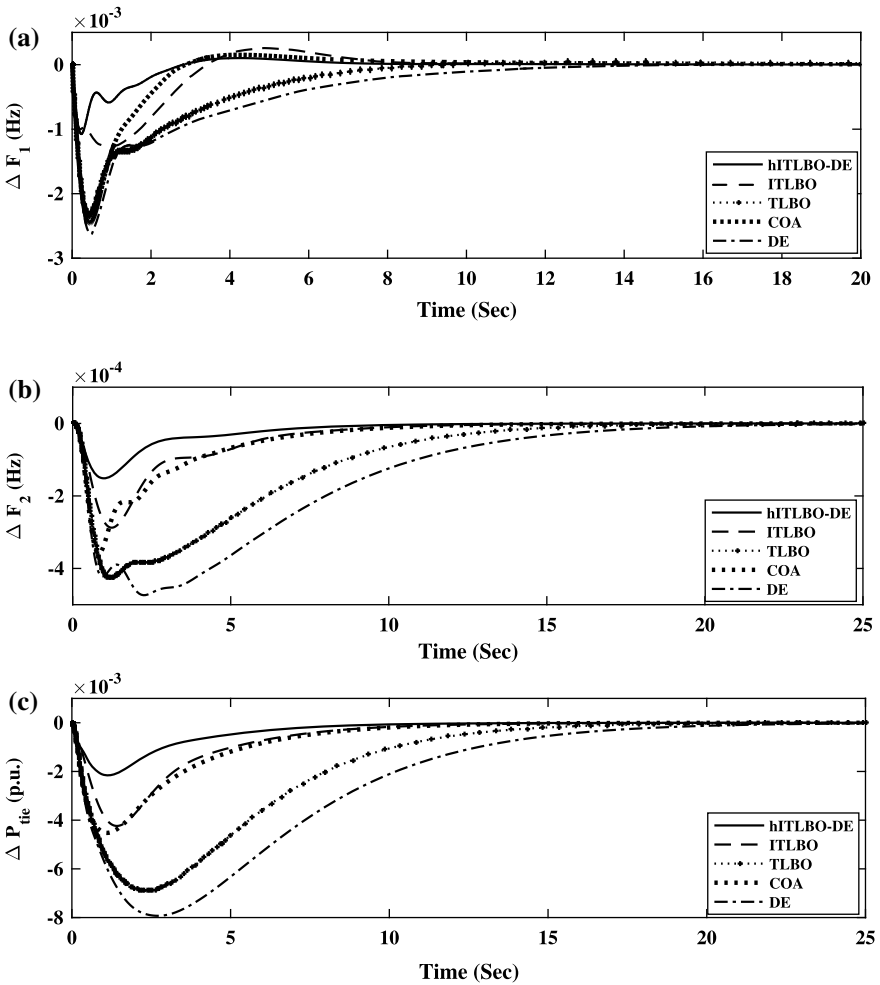 (a)
×10⁻³
0
-1
-2
-3
Δ F₁ (Hz)
hITLBO-DE
ITLBO
TLBO
COA
DE
0 2 4 6 8 10 12 14 16 18 20
Time (Sec)
(b)
×10⁻⁴
0
-2
-4
Δ F₂ (Hz)
hITLBO-DE
ITLBO
TLBO
COA
DE
0 5 10 15 20 25
Time (Sec)
(c)
×10⁻³
0
-2
-4
-6
-8
Δ Pₜᵢₑ (p.u.)
hITLBO-DE
ITLBO
TLBO
COA
DE
0 5 10 15 20 25
Time (Sec)